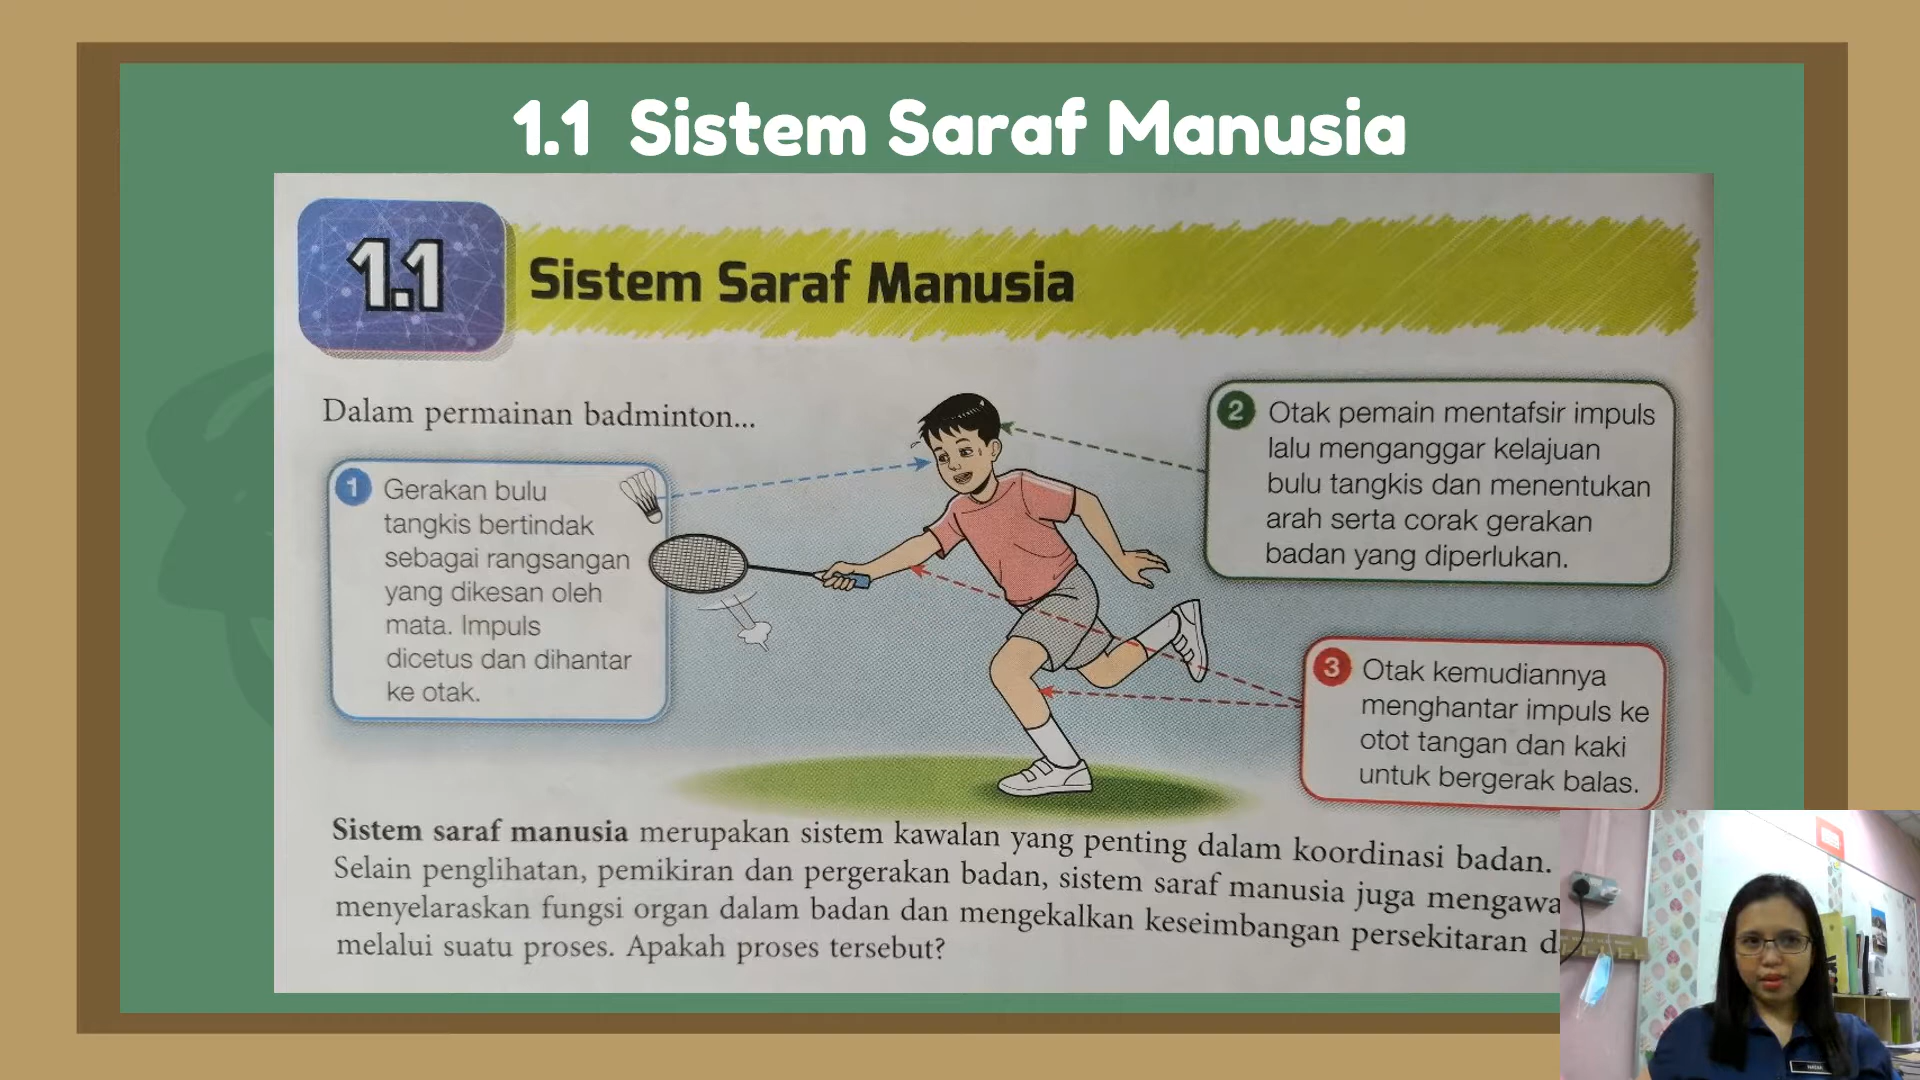 1.1 Sistem Saraf Manusia
1.1
Sistem Saraf Manusia
Dalam permainan badminton...
1 Gerakan bulu
tangkis bertindak
sebagai rangsangan
yang dikesan oleh
mata. Impuls
dicetus dan dihantar
ke otak.
2 Otak pemain mentafsir impuls
lalu menganggar kelajuan
bulu tangkis dan menentukan
arah serta corak gerakan
badan yang diperlukan.
3 Otak kemudiannya
menghantar impuls ke
otot tangan dan kaki
untuk bergerak balas.
Sistem saraf manusia merupakan sistem kawalan yang penting dalam koordinasi badan.
Selain penglihatan, pemikiran dan pergerakan badan, sistem saraf manusia juga mengawa
menyelaraskan fungsi organ dalam badan dan mengekalkan keseimbangan persekitaran d
melalui suatu proses. Apakah proses tersebut?